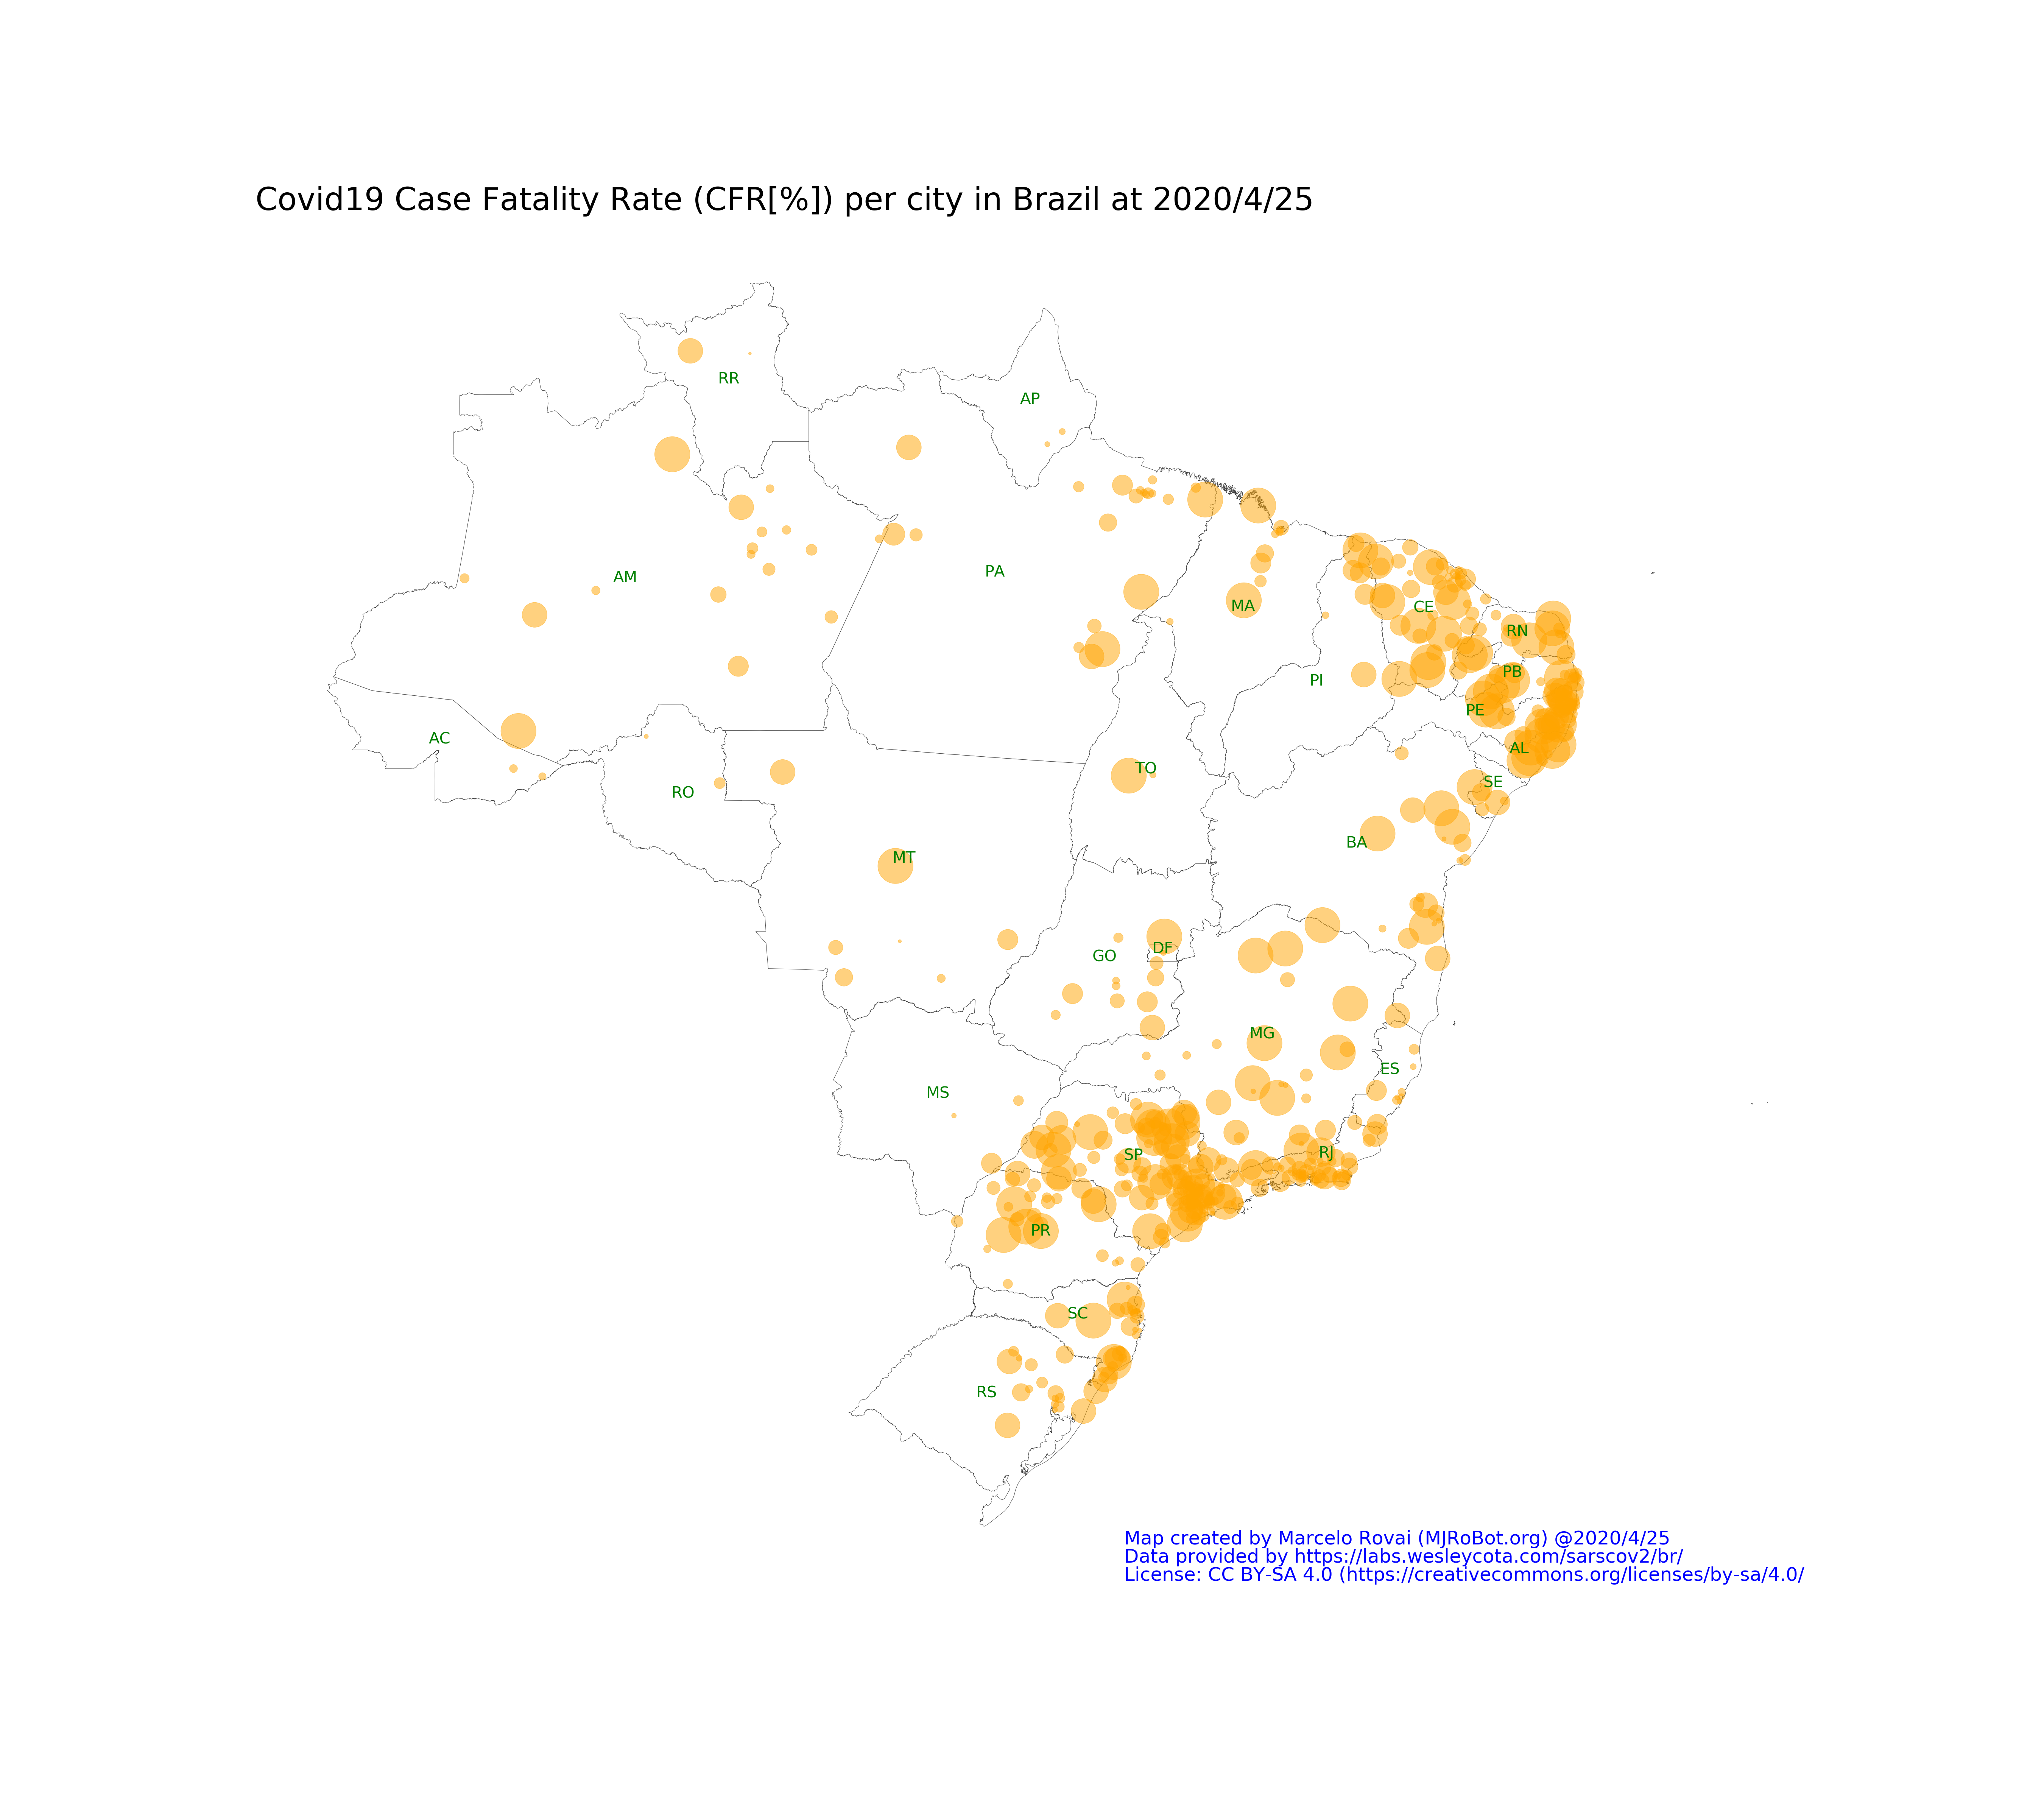 Covid19 Case Fatality Rate (CFR[%]) per city in Brazil at 2020/4/25
RR
AP
AM
PA
MA
CE
RN
PB
PI
PE
AC
AL
TO
SE
RO
BA
MT
DF
GO
MG
ES
MS
RJ
SP
PR
SC
RS
Map created by Marcelo Rovai (MJRoBot.org) @2020/4/25
Data provided by https://labs.wesleycota.com/sarscov2/br/
License: CC BY-SA 4.0 (https://creativecommons.org/licenses/by-sa/4.0/